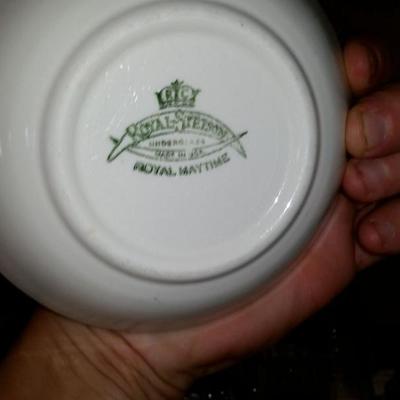 ROYAL STETSON
UNDERGLAZE
MADE IN USA
ROYAL MAYTIME